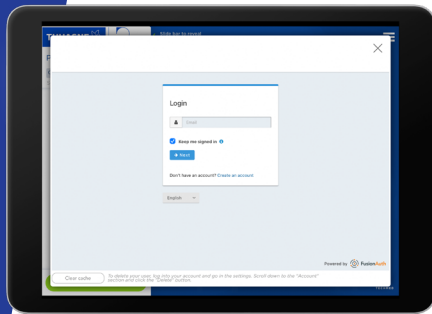 Slide bar to reveal
Login
Email
Keep me signed in
Next
Don't have an account? Create an account
English
Powered by FusionAuth
Clear cache
To delete your user, log into your account and go in the settings. Scroll down to the "Account"
section and click the "Delete" button.